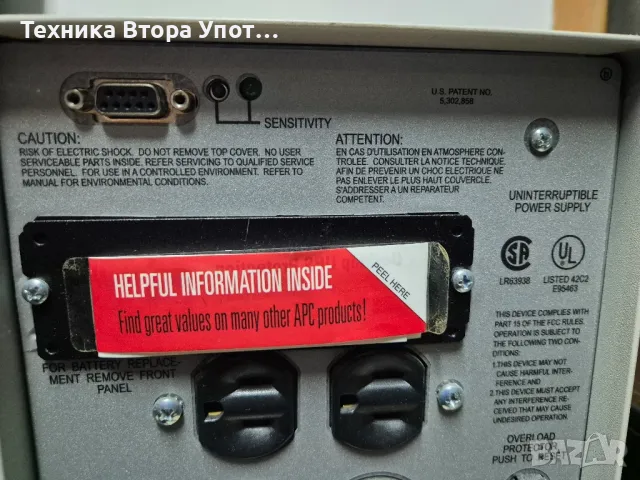 Техника Втора Упот...
U.S. PATENT NO.
5,302,858
SENSITIVITY
CAUTION:
RISK OF ELECTRIC SHOCK. DO NOT REMOVE TOP COVER. NO USER
SERVICEABLE PARTS INSIDE. REFER SERVICING TO QUALIFIED SERVICE
PERSONNEL. FOR USE IN A CONTROLLED ENVIRONMENT. REFER TO
MANUAL FOR ENVIRONMENTAL CONDITIONS.
ATTENTION:
EN CAS D'UTILISATION EN ATMOSPHERE CON-
TROLEE. CONSULTER LA NOTICE TECHNIQUE
AFIN DE PREVENIR UN CHOC ELECTRIQUE NE
PAS ENLEVER LE PLUS HAUT COUVERCLE,
S'ADDRESSER A UN REPARATEUR
COMPETENT.
UNINTERRUPTIBLE
POWER SUPPLY
SA
UL
LR63938
LISTED 42C2
E95463
HELPFUL INFORMATION INSIDE
PEEL HERE
Find great values on many other APC products!
FOR BATTERY REPLACE-
MENT REMOVE FRONT
PANEL
THIS DEVICE COMPLIES WITH
PART 15 OF THE FCC RULES.
OPERATION IS SUBJECT TO
THE FOLLOWING TWO CON-
DITIONS:
1.THIS DEVICE MAY NOT
CAUSE HARMFUL INTER-
FERENCE AND
2.THIS DEVICE MUST ACCEPT
ANY INTERFERENCE RE-
CEIVED THAT MAY CAUSE
UNDESIRED OPERATION.
OVERLOAD
PROTECTOR
PUSH TO RESET
BAZAR